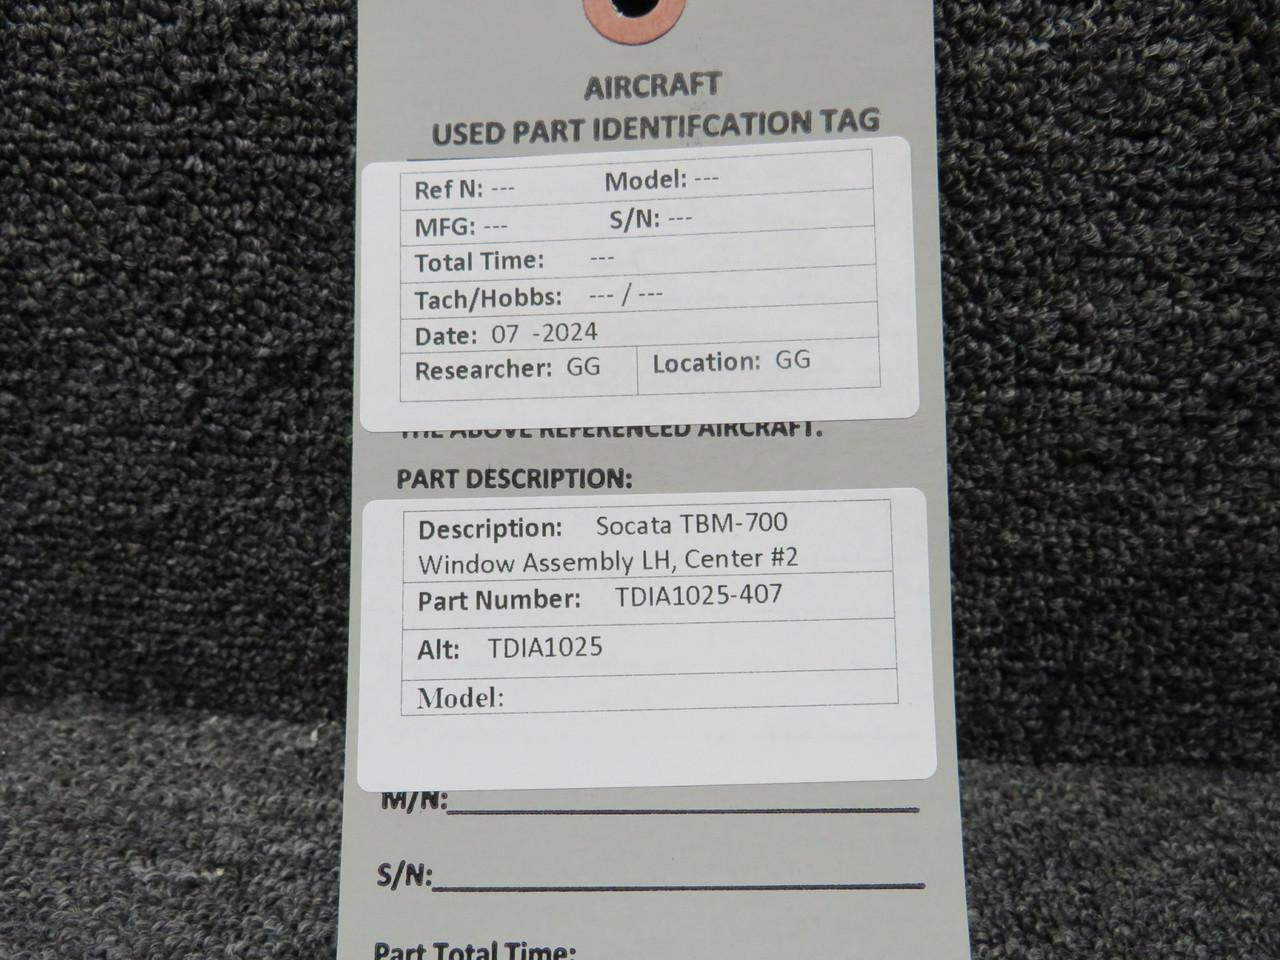 AIRCRAFT
USED PART IDENTIFCATION TAG
Ref N: --- Model: ---
MFG: --- S/N: ---
Total Time: ---
Tach/Hobbs: --- / ---
Date: 07 -2024
Researcher: GG Location: GG
THE ABOVE REFERENCED AIRCRAFT.
PART DESCRIPTION:
Description: Socata TBM-700
Window Assembly LH, Center #2
Part Number: TDIA1025-407
Alt: TDIA1025
Model:
M/N:
S/N:
Part Total Time: